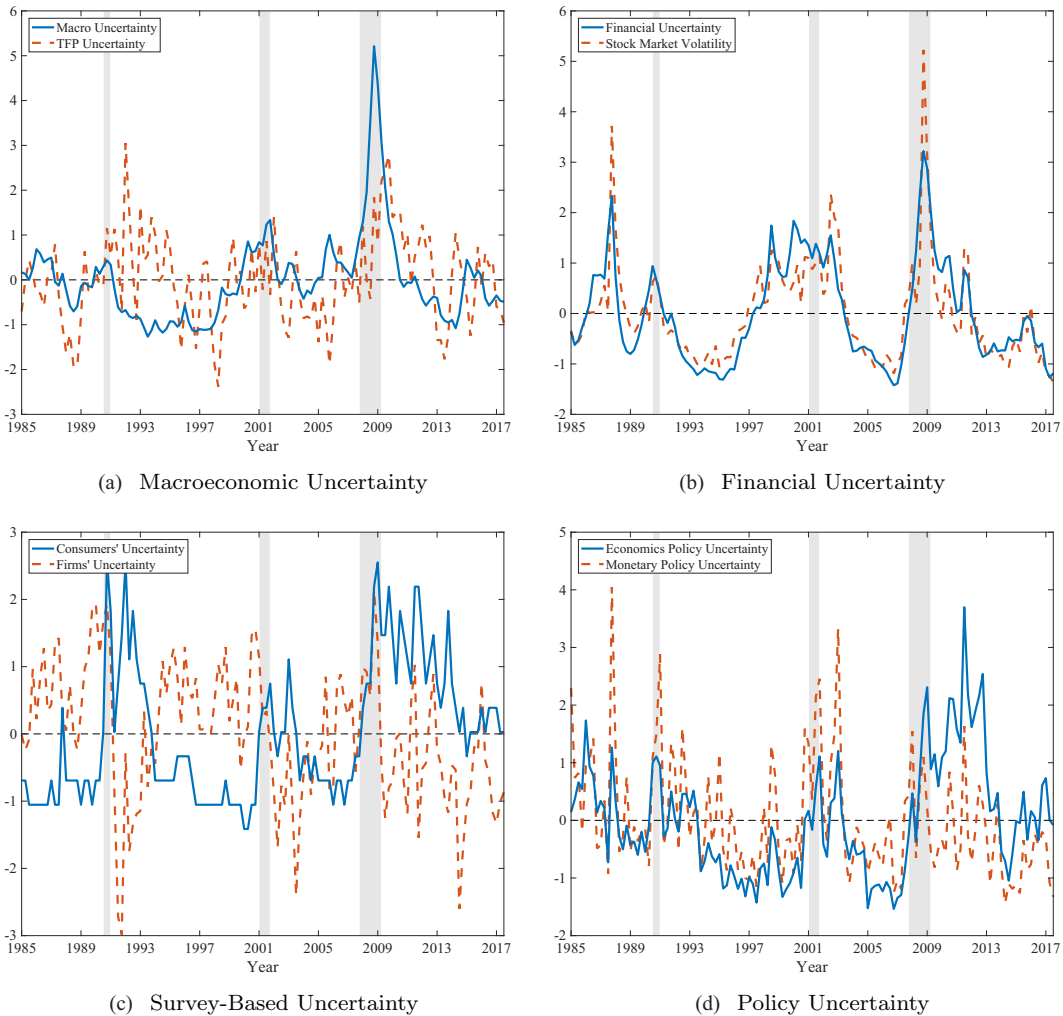 Macro Uncertainty
TFP Uncertainty
6
5
4
3
2
1
0
-1
-2
-3
1985 1989 1993 1997 2001 2005 2009 2013 2017
Year
(a) Macroeconomic Uncertainty
Financial Uncertainty
Stock Market Volatility
6
5
4
3
2
1
0
-1
-2
1985 1989 1993 1997 2001 2005 2009 2013 2017
Year
(b) Financial Uncertainty
Consumers' Uncertainty
Firms' Uncertainty
3
2
1
0
-1
-2
-3
1985 1989 1993 1997 2001 2005 2009 2013 2017
Year
(c) Survey-Based Uncertainty
Economics Policy Uncertainty
Monetary Policy Uncertainty
5
4
3
2
1
0
-1
-2
1985 1989 1993 1997 2001 2005 2009 2013 2017
Year
(d) Policy Uncertainty